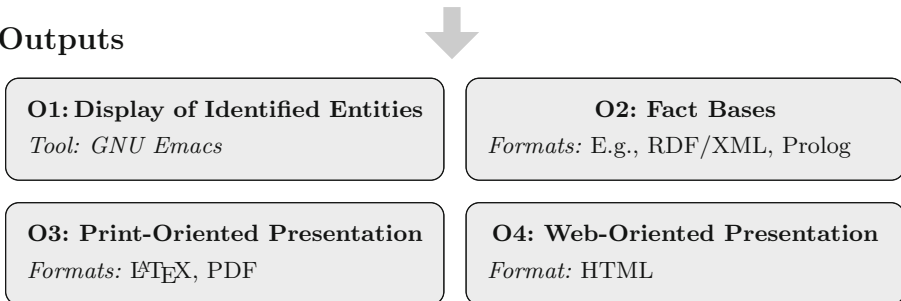 Outputs
O1: Display of Identified Entities
Tool: GNU Emacs
O2: Fact Bases
Formats: E.g., RDF/XML, Prolog
O3: Print-Oriented Presentation
Formats: LATEX, PDF
O4: Web-Oriented Presentation
Format: HTML